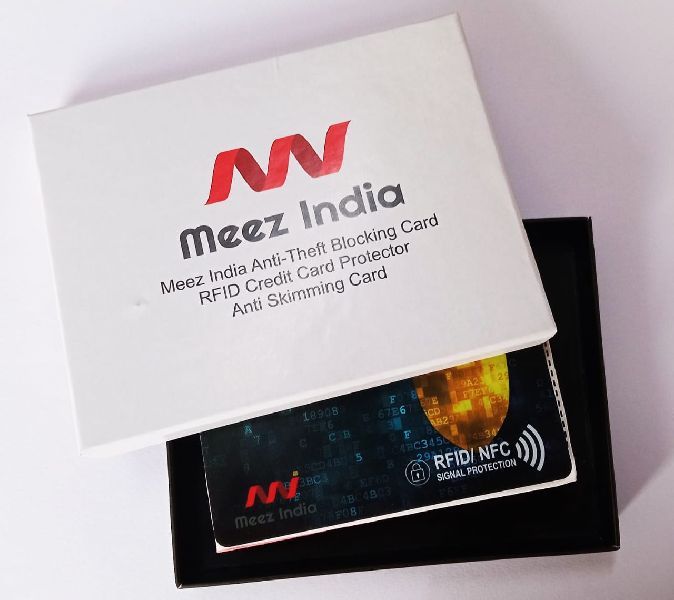 Meez India
Meez India Anti-Theft Blocking Card
RFID Credit Card Protector
Anti Skimming Card
18908
RFID/ NFC
SIGNAL PROTECTION
Meez India